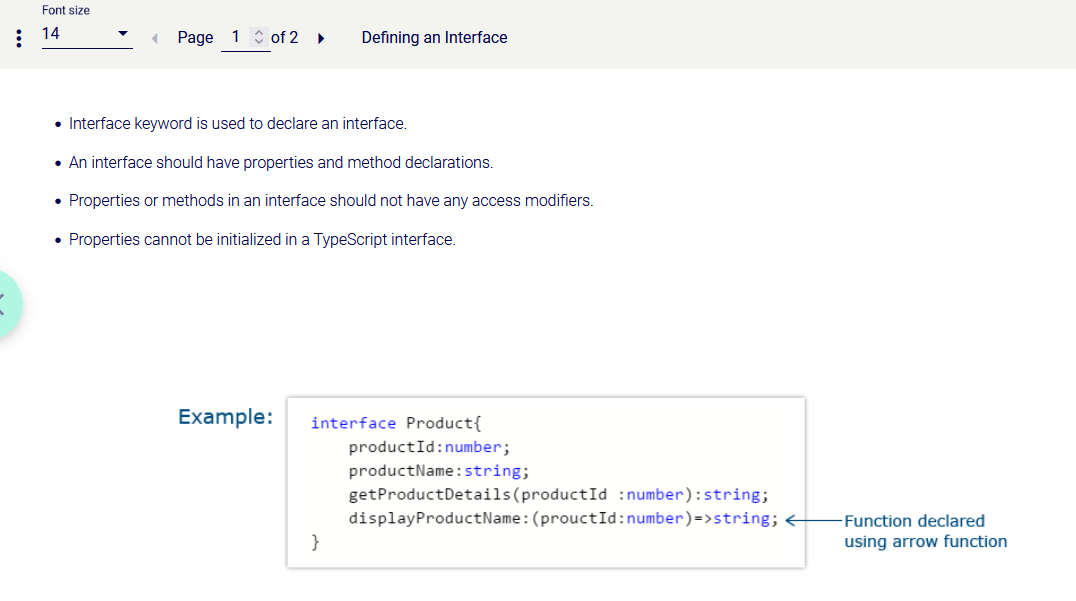 Font size
14
Page 1 of 2 Defining an Interface
• Interface keyword is used to declare an interface.
• An interface should have properties and method declarations.
• Properties or methods in an interface should not have any access modifiers.
• Properties cannot be initialized in a TypeScript interface.
Example:
interface Product{
productId:number;
productName:string;
getProductDetails(productId :number):string;
displayProductName:(prouctId:number)=>string;
}
Function declared
using arrow function